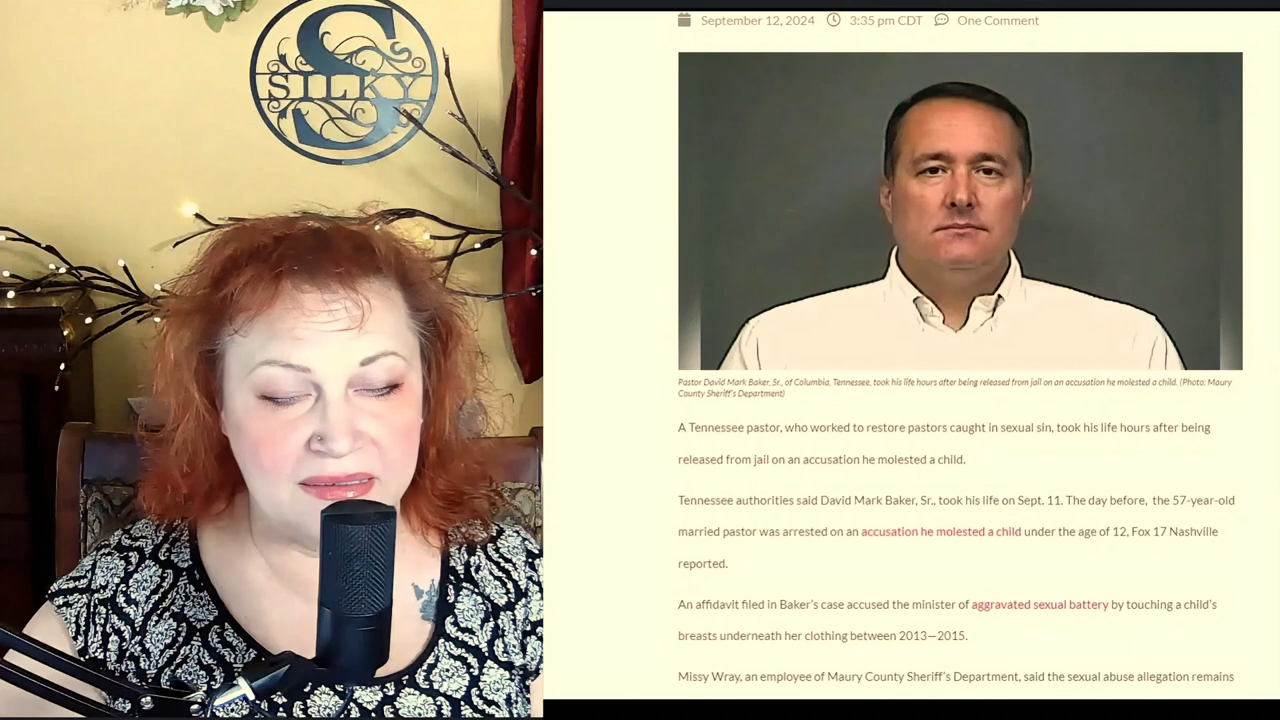 SILKY
September 12, 2024 3:35 pm CDT One Comment
Pastor David Mark Baker, Sr., of Columbia, Tennessee, took his life hours after being released from jail on an accusation he molested a child. (Photo: Maury
County Sheriff's Department)
A Tennessee pastor, who worked to restore pastors caught in sexual sin, took his life hours after being
released from jail on an accusation he molested a child.
Tennessee authorities said David Mark Baker, Sr., took his life on Sept. 11. The day before, the 57-year-old
married pastor was arrested on an accusation he molested a child under the age of 12, Fox 17 Nashville
reported.
An affidavit filed in Baker's case accused the minister of aggravated sexual battery by touching a child's
breasts underneath her clothing between 2013—2015.
Missy Wray, an employee of Maury County Sheriff's Department, said the sexual abuse allegation remains